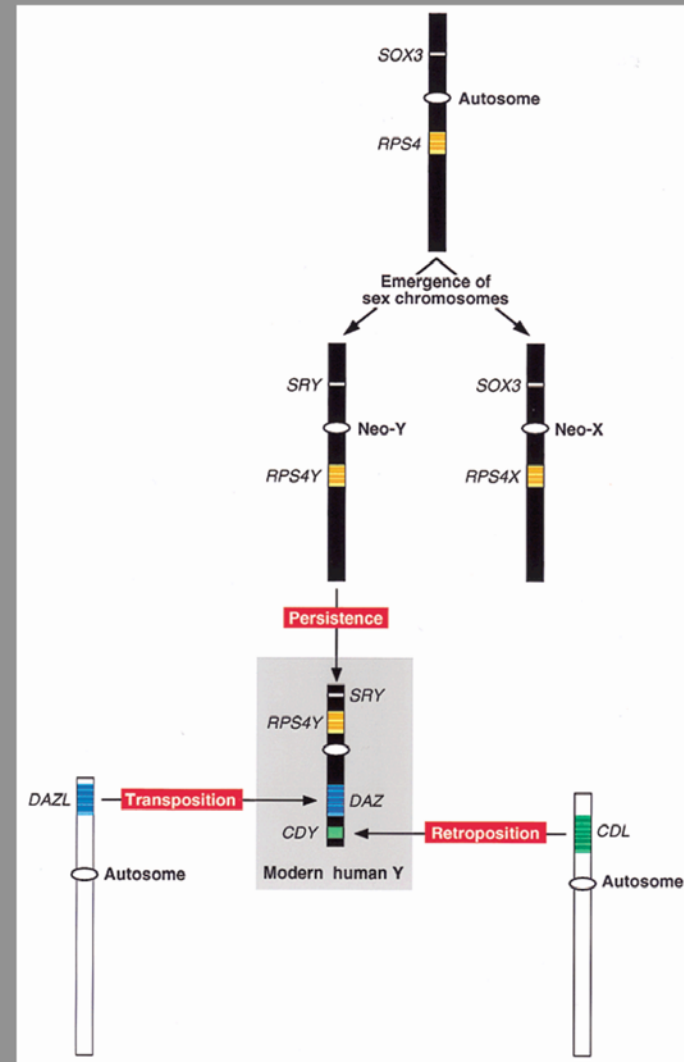 SOX3
Autosome
RPS4
Emergence of
sex chromosomes
SRY
SOX3
Neo-Y
Neo-X
RPS4Y
RPS4X
Persistence
SRY
RPS4Y
DAZL
Transposition
DAZ
CDY
Retroposition
CDL
Modern human Y
Autosome
Autosome